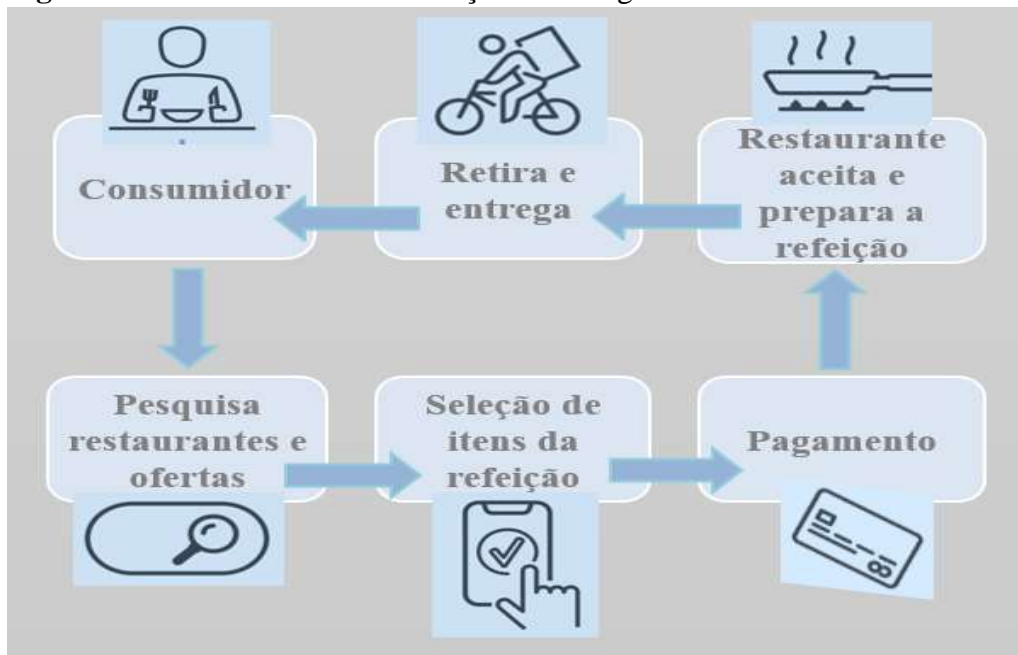 Consumidor
Retira e
entrega
Restaurante
aceita e
prepara a
refeição
Pesquisa
restaurantes e
ofertas
Seleção de
itens da
refeição
Pagamento